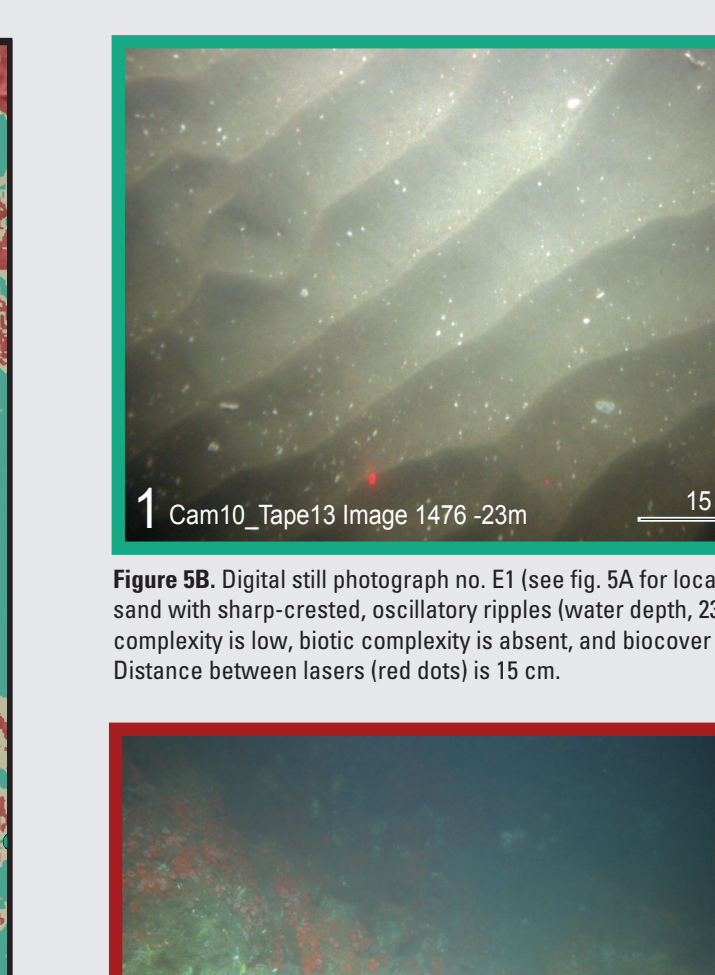 1 Cam10_Tape13 Image 1476 -23m
15
Figure 5B. Digital still photograph no. E1 (see fig. 5A for
sand with sharp-crested, oscillatory ripples (water depth,
complexity is low, biotic complexity is absent, and biocover
Distance between lasers (red dots) is 15 cm.